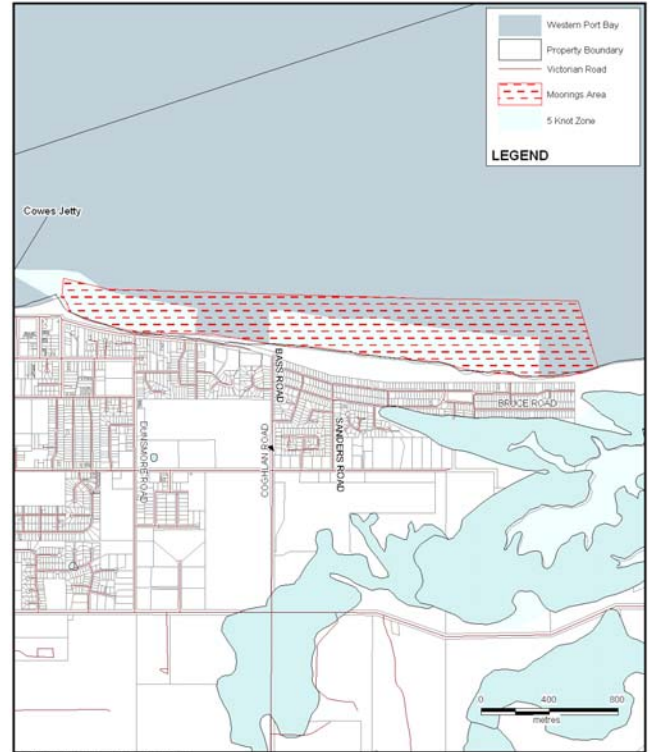 Western Port Bay
Property Boundary
Victorian Road
Moorings Area
5 Knot Zone
LEGEND
Cowes Jetty
BASS ROAD
BRUCE ROAD
DUNSMORE ROAD
COGHLAN ROAD
SANDERS ROAD
0 400 800
metres